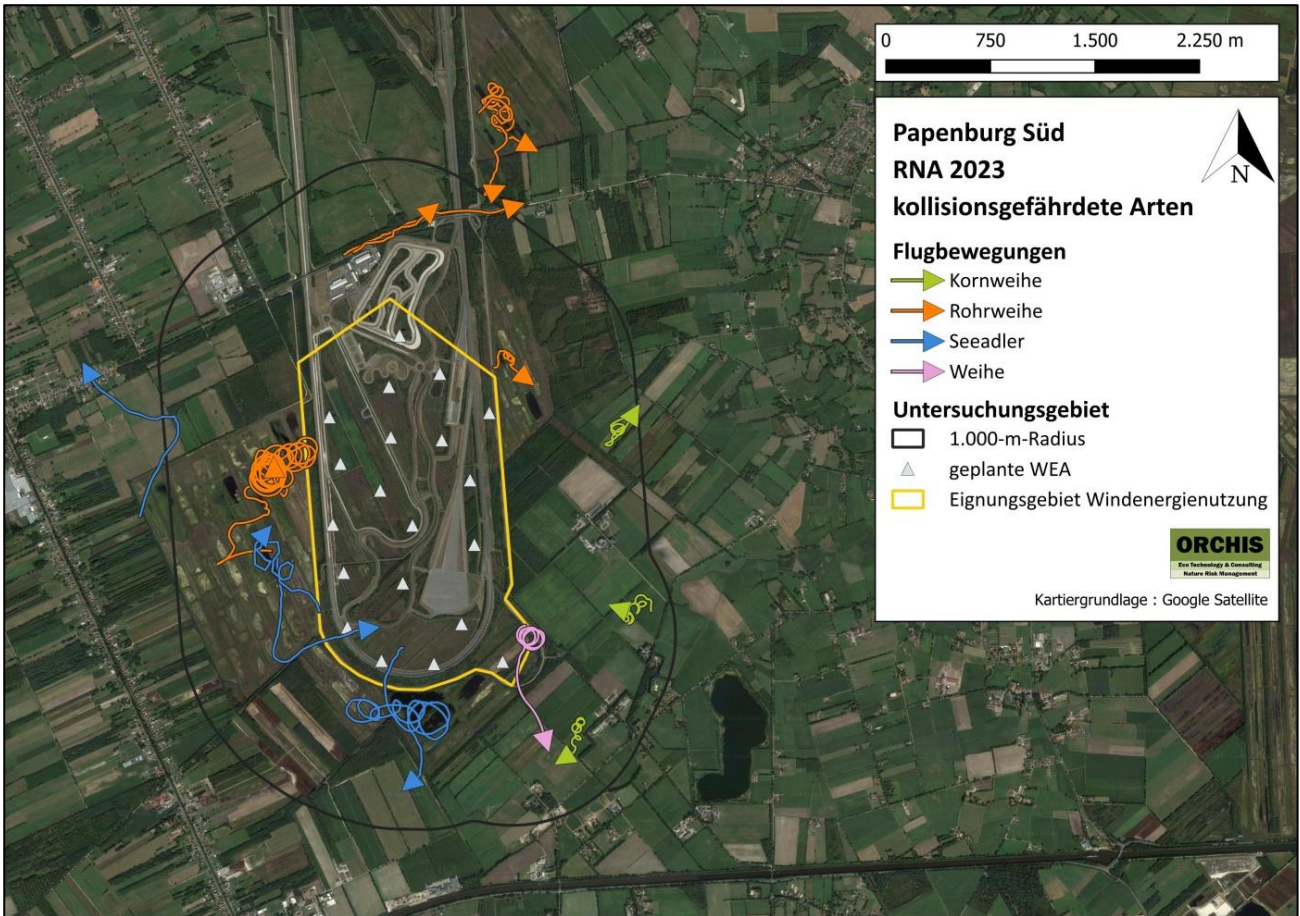 0 750 1.500 2.250 m
Papenburg Süd
RNA 2023
kollisionsgefährdete Arten
N
Flugbewegungen
Kornweihe
Rohrweihe
Seeadler
Weihe
Untersuchungsgebiet
1.000-m-Radius
geplante WEA
Eignungsgebiet Windenergienutzung
ORCHIS
Eco Technology & Consulting
Nature Risk Management
Kartiergrundlage : Google Satellite